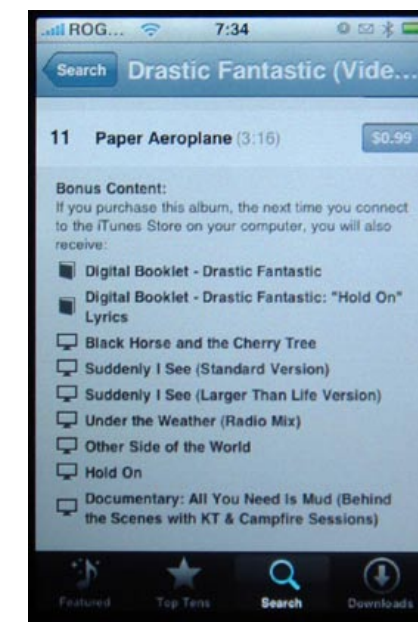 ROG... 7:34
Search Drastic Fantastic (Vide...
11 Paper Aeroplane (3:16) $0.99
Bonus Content:
If you purchase this album, the next time you connect
to the iTunes Store on your computer, you will also
receive:
Digital Booklet - Drastic Fantastic
Digital Booklet - Drastic Fantastic: "Hold On"
Lyrics
Black Horse and the Cherry Tree
Suddenly I See (Standard Version)
Suddenly I See (Larger Than Life Version)
Under the Weather (Radio Mix)
Other Side of the World
Hold On
Documentary: All You Need Is Mud (Behind
the Scenes with KT & Campfire Sessions)
Featured Top Tens Search Downloads